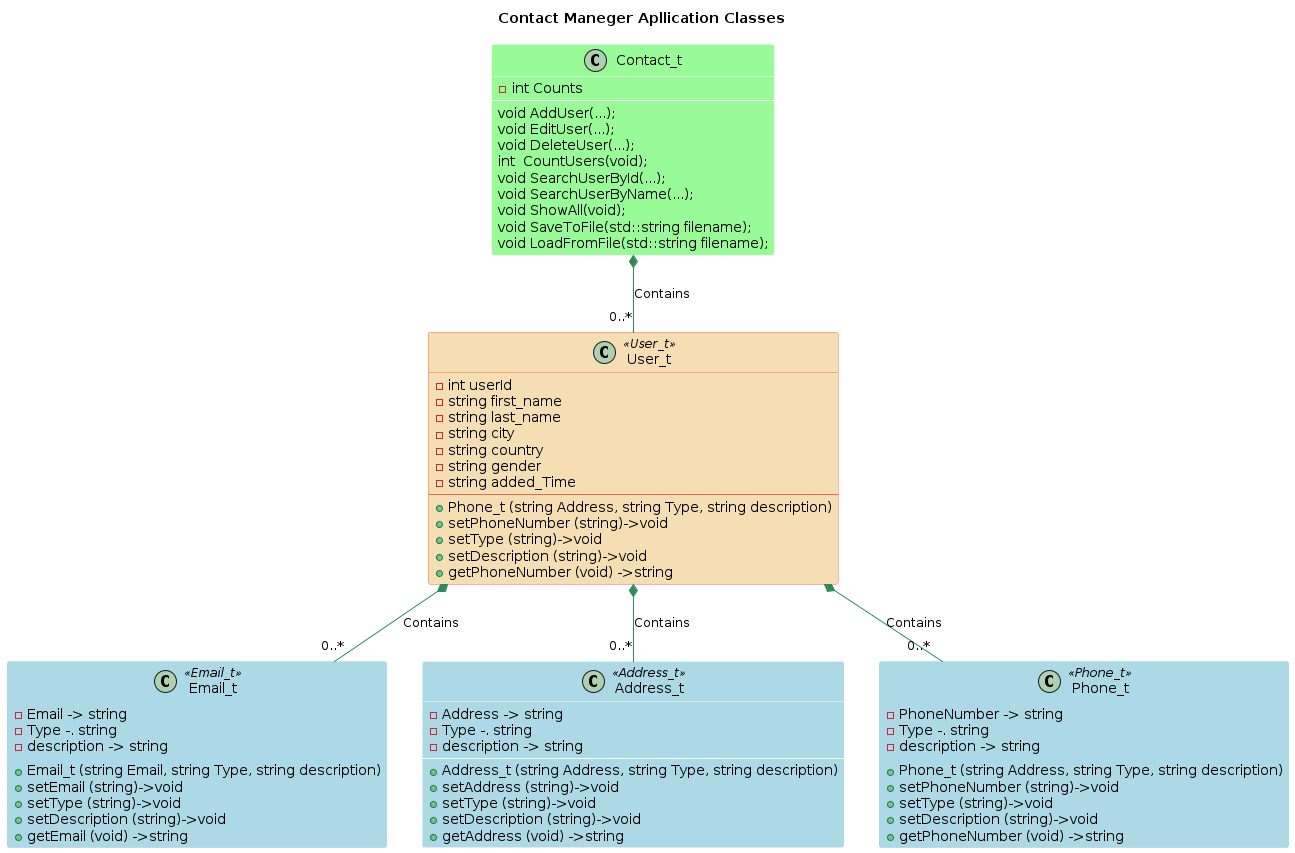 Contact Maneger Apllication Classes
C Contact_t
int Counts
void AddUser(...);
void EditUser(...);
void DeleteUser(...);
int  CountUsers(void);
void SearchUserById(...);
void SearchUserByName(...);
void ShowAll(void);
void SaveToFile(std::string filename);
void LoadFromFile(std::string filename);
Contains
0..*
«User_t»
C User_t
int userId
string first_name
string last_name
string city
string country
string gender
string added_Time
Phone_t (string Address, string Type, string description)
setPhoneNumber (string)->void
setType (string)->void
setDescription (string)->void
getPhoneNumber (void) ->string
Contains
0..*
Contains
0..*
Contains
0..*
«Email_t»
C Email_t
Email -> string
Type -. string
description -> string
Email_t (string Email, string Type, string description)
setEmail (string)->void
setType (string)->void
setDescription (string)->void
getEmail (void) ->string
«Address_t»
C Address_t
Address -> string
Type -. string
description -> string
Address_t (string Address, string Type, string description)
setAddress (string)->void
setType (string)->void
setDescription (string)->void
getAddress (void) ->string
«Phone_t»
C Phone_t
PhoneNumber -> string
Type -. string
description -> string
Phone_t (string Address, string Type, string description)
setPhoneNumber (string)->void
setType (string)->void
setDescription (string)->void
getPhoneNumber (void) ->string